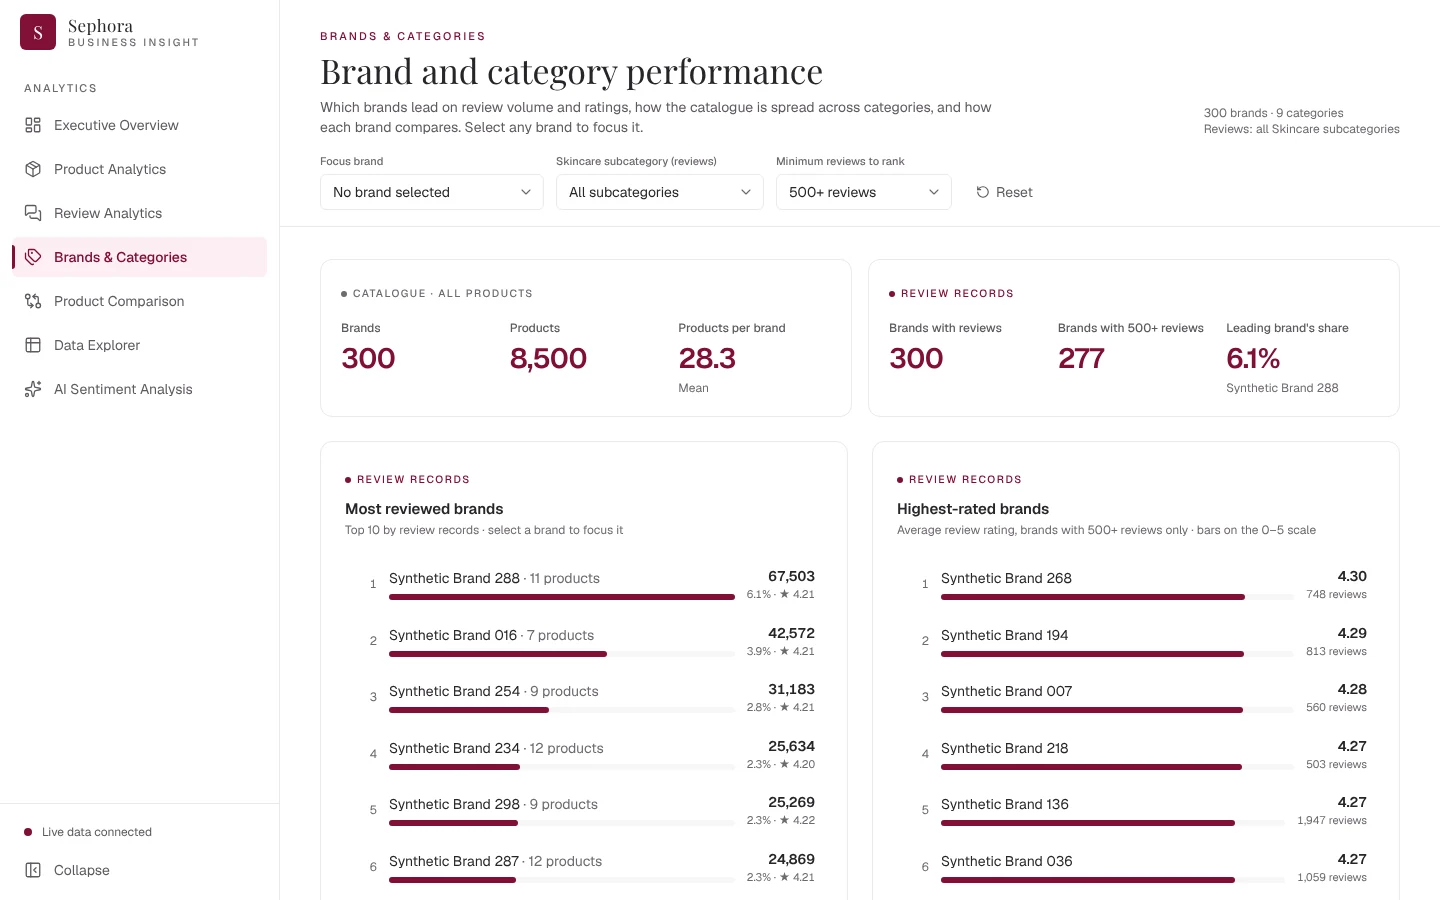 S
Sephora
BUSINESS INSIGHT
ANALYTICS
Executive Overview
Product Analytics
Review Analytics
Brands & Categories
Product Comparison
Data Explorer
AI Sentiment Analysis
Live data connected
Collapse
BRANDS & CATEGORIES
Brand and category performance
Which brands lead on review volume and ratings, how the catalogue is spread across categories, and how
each brand compares. Select any brand to focus it.
300 brands · 9 categories
Reviews: all Skincare subcategories
Focus brand
No brand selected
Skincare subcategory (reviews)
All subcategories
Minimum reviews to rank
500+ reviews
Reset
CATALOGUE · ALL PRODUCTS
Brands
300
Products
8,500
Products per brand
28.3
Mean
REVIEW RECORDS
Brands with reviews
300
Brands with 500+ reviews
277
Leading brand's share
6.1%
Synthetic Brand 288
REVIEW RECORDS
Most reviewed brands
Top 10 by review records · select a brand to focus it
1 Synthetic Brand 288 · 11 products 67,503
6.1% · ★ 4.21
2 Synthetic Brand 016 · 7 products 42,572
3.9% · ★ 4.21
3 Synthetic Brand 254 · 9 products 31,183
2.8% · ★ 4.21
4 Synthetic Brand 234 · 12 products 25,634
2.3% · ★ 4.20
5 Synthetic Brand 298 · 9 products 25,269
2.3% · ★ 4.22
6 Synthetic Brand 287 · 12 products 24,869
2.3% · ★ 4.21
REVIEW RECORDS
Highest-rated brands
Average review rating, brands with 500+ reviews only · bars on the 0–5 scale
1 Synthetic Brand 268 4.30
748 reviews
2 Synthetic Brand 194 4.29
813 reviews
3 Synthetic Brand 007 4.28
560 reviews
4 Synthetic Brand 218 4.27
503 reviews
5 Synthetic Brand 136 4.27
1,947 reviews
6 Synthetic Brand 036 4.27
1,059 reviews